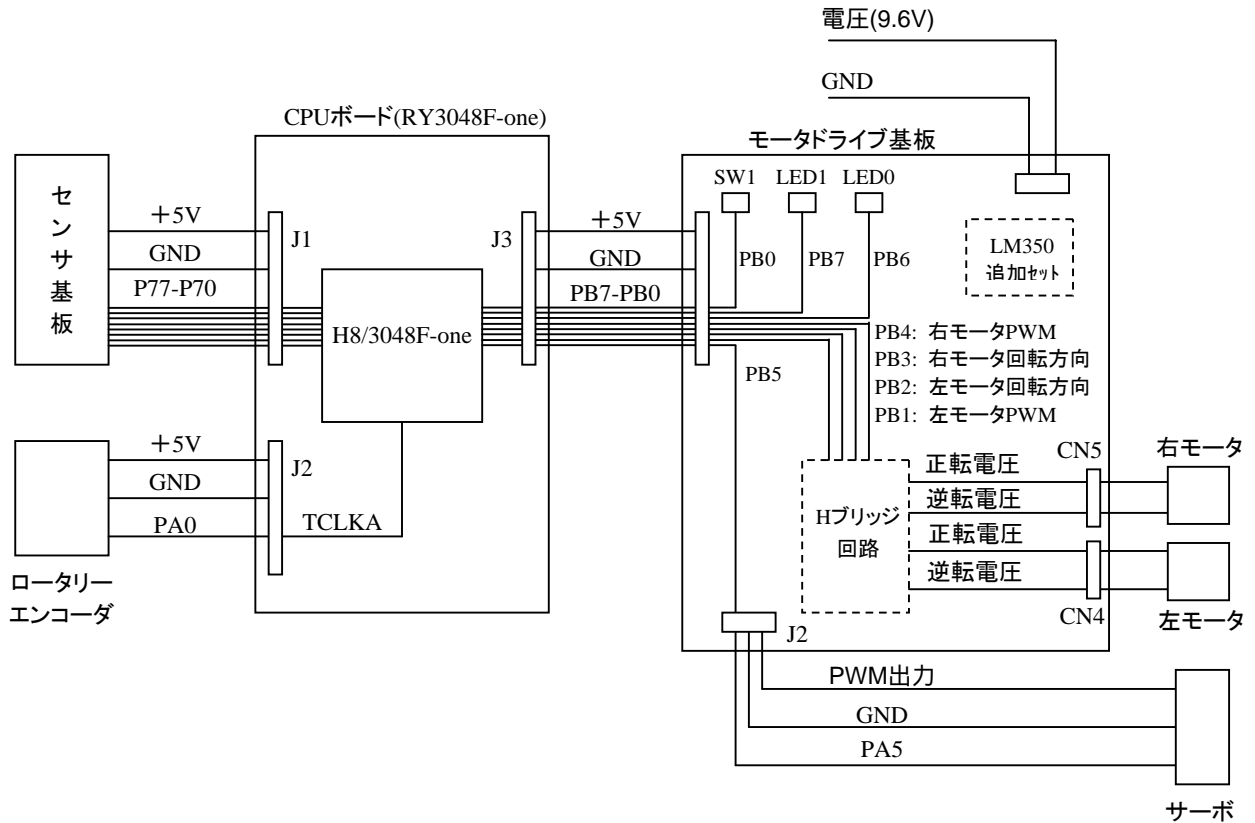 電圧(9.6V)
GND
CPUボード(RY3048F-one)
モータドライブ基板
センサ基板
+5V
GND
P77-P70
J1
H8/3048F-one
J3
+5V
GND
PB7-PB0
SW1
LED1
LED0
PB0
PB7
PB6
LM350
追加セット
PB4: 右モータPWM
PB3: 右モータ回転方向
PB2: 左モータ回転方向
PB1: 左モータPWM
PB5
+5V
GND
PA0
J2
TCLKA
ロータリー
エンコーダ
Hブリッジ
回路
正転電圧
逆転電圧
正転電圧
逆転電圧
CN5
右モータ
CN4
左モータ
J2
PWM出力
GND
PA5
サーボ